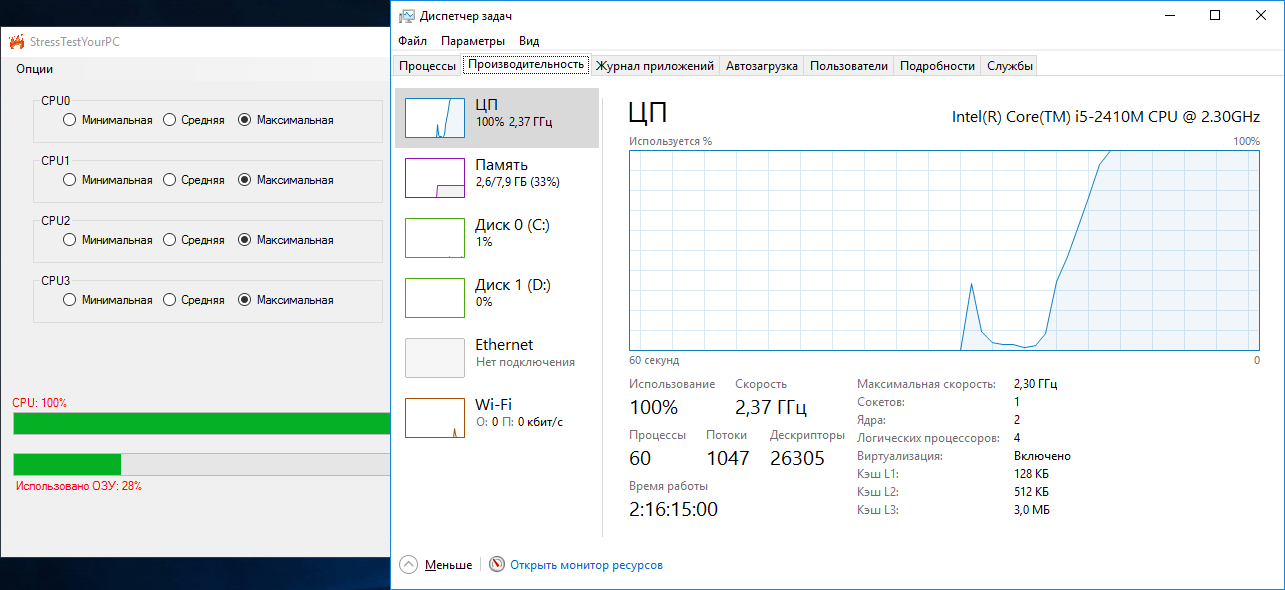 StressTestYourPC
Опции
CPU0
Минимальная Средняя Максимальная
CPU1
Минимальная Средняя Максимальная
CPU2
Минимальная Средняя Максимальная
CPU3
Минимальная Средняя Максимальная
CPU: 100%
Использовано ОЗУ: 28%
Диспетчер задач
Файл Параметры Вид
Процессы Производительность Журнал приложений Автозагрузка Пользователи Подробности Службы
ЦП
100% 2,37 ГГц
Память
2,6/7,9 ГБ (33%)
Диск 0 (C:)
1%
Диск 1 (D:)
0%
Ethernet
Нет подключения
Wi-Fi
О: 0 П: 0 кбит/с
ЦП Intel(R) Core(TM) i5-2410M CPU @ 2.30GHz
Используется % 100%
60 секунд 0
Использование Скорость
100% 2,37 ГГц
Процессы Потоки Дескрипторы
60 1047 26305
Время работы
2:16:15:00
Максимальная скорость: 2,30 ГГц
Сокетов: 1
Ядра: 2
Логических процессоров: 4
Виртуализация: Включено
Кэш L1: 128 КБ
Кэш L2: 512 КБ
Кэш L3: 3,0 МБ
Меньше Открыть монитор ресурсов